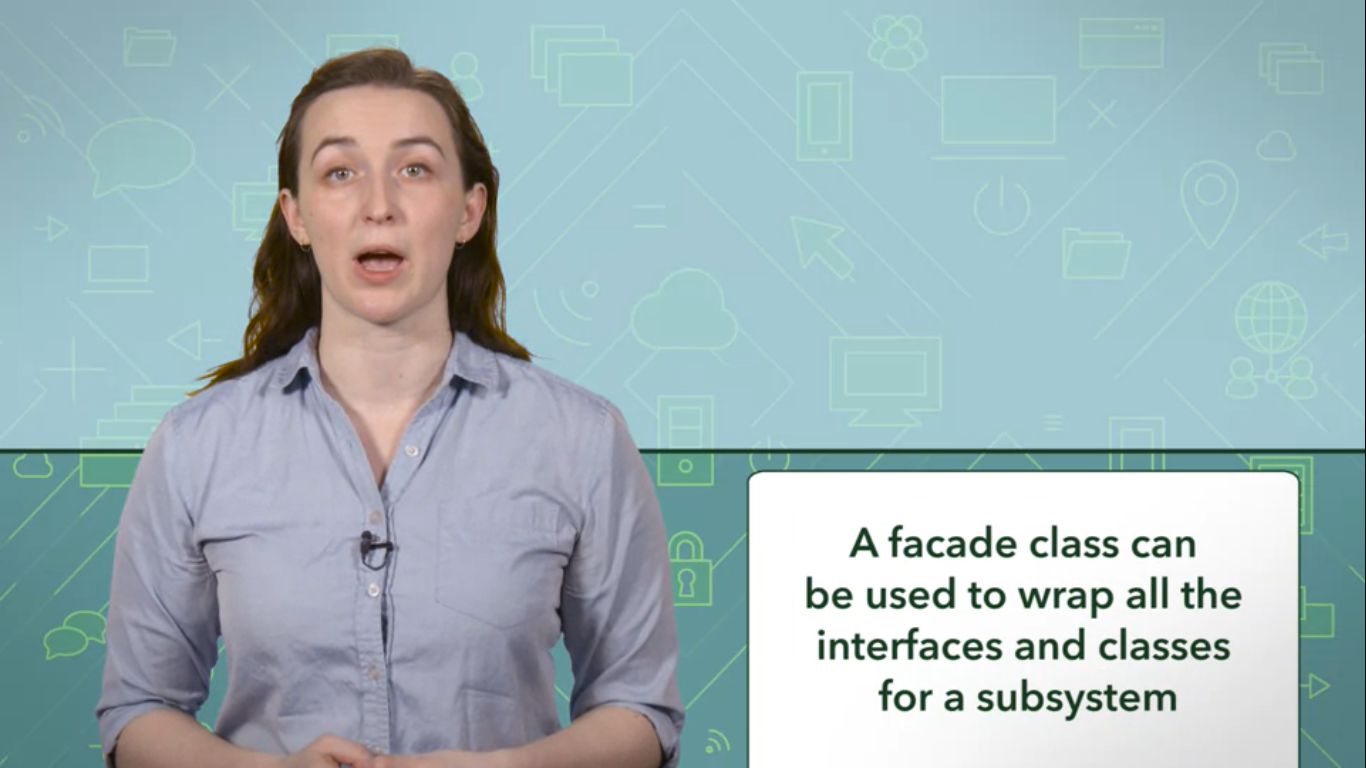 A facade class can
be used to wrap all the
interfaces and classes
for a subsystem